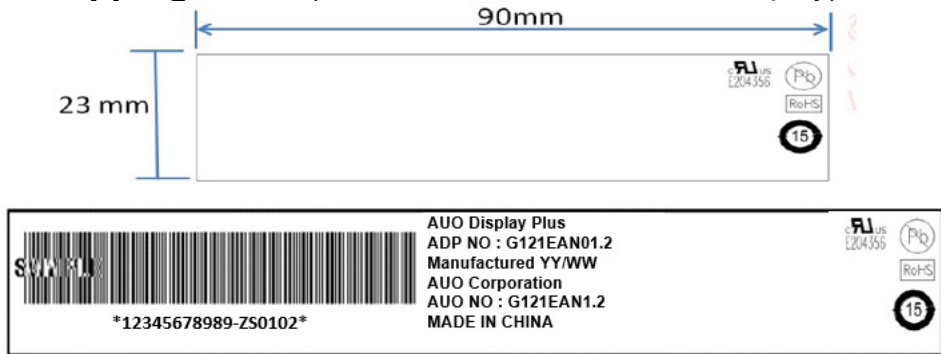 90mm
23 mm
c RU us
E204356
Pb
RoHS
15
AUO Display Plus
ADP NO : G121EAN01.2
Manufactured YY/WW
AUO Corporation
AUO NO : G121EAN1.2
MADE IN CHINA
*12345678989-ZS0102*
c RU us
E204356
Pb
RoHS
15